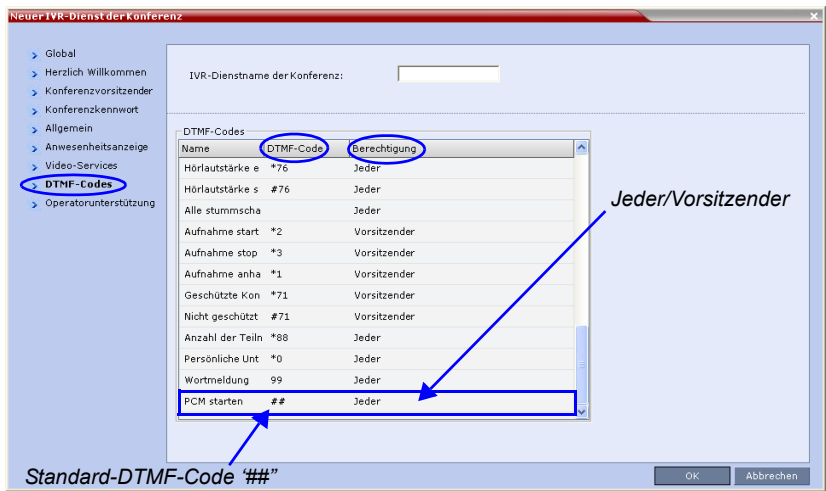 Neuer IVR-Dienst der Konferenz
Global
Herzlich Willkommen
Konferenzvorsitzender
Konferenzkennwort
Allgemein
Anwesenheitsanzeige
Video-Services
DTMF-Codes
Operatorunterstützung
IVR-Dienstname der Konferenz:
DTMF-Codes
Name DTMF-Code Berechtigung
Hörlautstärke e *76 Jeder
Hörlautstärke s #76 Jeder
Alle stummscha Jeder
Aufnahme start *2 Vorsitzender
Aufnahme stop *3 Vorsitzender
Aufnahme anha *1 Vorsitzender
Geschützte Kon *71 Vorsitzender
Nicht geschützt #71 Vorsitzender
Anzahl der Teiln *88 Jeder
Persönliche Unt *0 Jeder
Wortmeldung 99 Jeder
PCM starten ## Jeder
Jeder/Vorsitzender
Standard-DTMF-Code ‘##”
OK Abbrechen